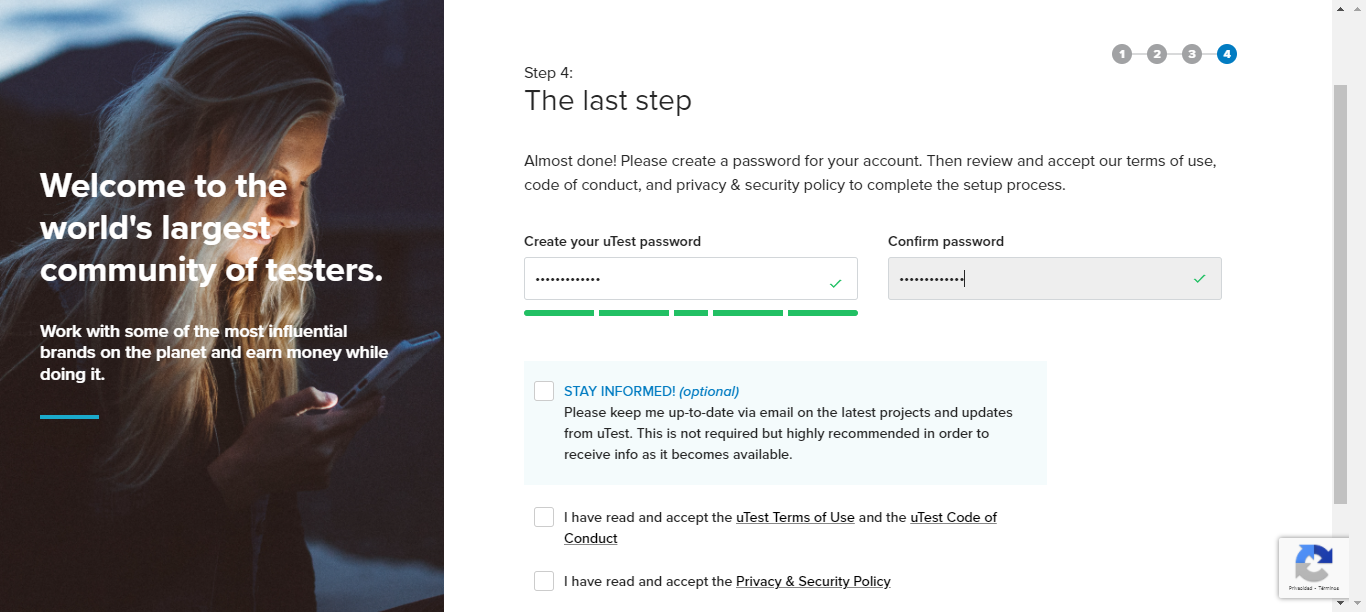 Welcome to the
world's largest
community of testers.
Work with some of the most influential
brands on the planet and earn money while
doing it.
1 2 3 4
Step 4:
The last step
Almost done! Please create a password for your account. Then review and accept our terms of use,
code of conduct, and privacy & security policy to complete the setup process.
Create your uTest password
Confirm password
•••••••••••••
•••••••••••••
STAY INFORMED! (optional)
Please keep me up-to-date via email on the latest projects and updates
from uTest. This is not required but highly recommended in order to
receive info as it becomes available.
I have read and accept the uTest Terms of Use and the uTest Code of
Conduct
I have read and accept the Privacy & Security Policy
Privacidad - Términos